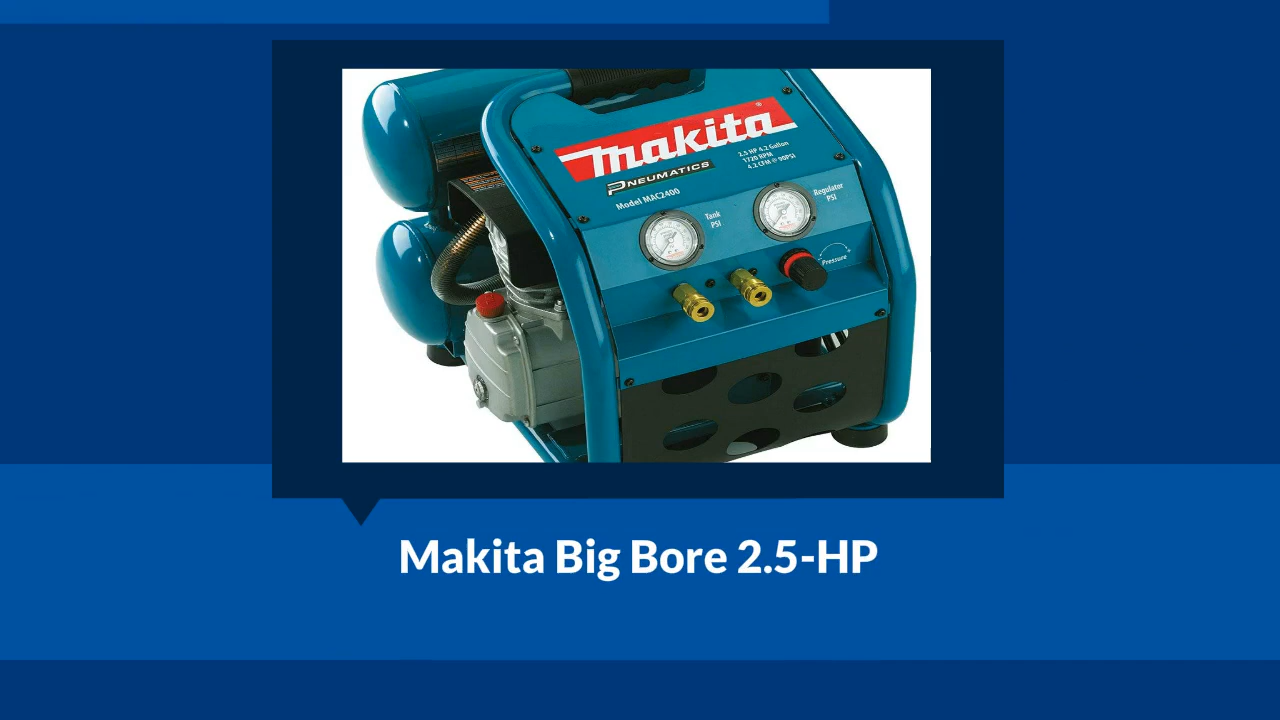 makita®
PNEUMATICS
2.5 HP 4.2 Gallon
1720 RPM
4.2 CFM @ 90PSI
Model MAC2400
Tank
PSI
Regulator
PSI
Pressure
Makita Big Bore 2.5-HP